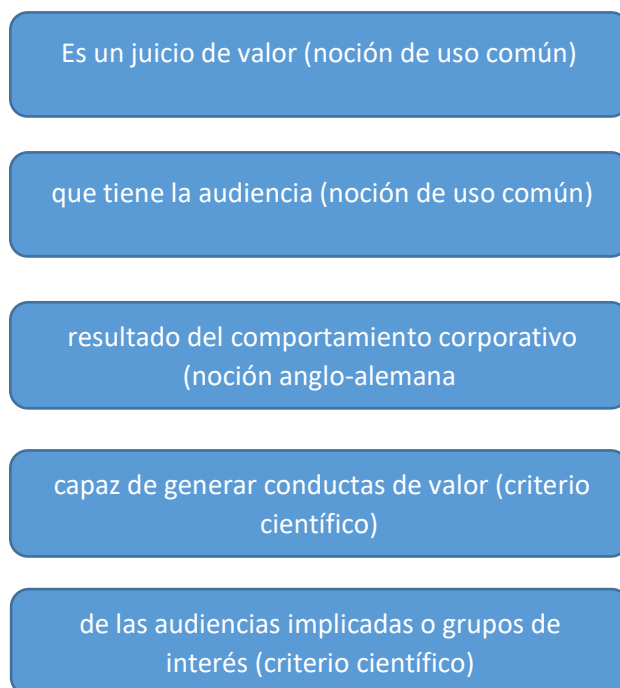 Es un juicio de valor (noción de uso común)
que tiene la audiencia (noción de uso común)
resultado del comportamiento corporativo
(noción anglo-alemana
capaz de generar conductas de valor (criterio
científico)
de las audiencias implicadas o grupos de
interés (criterio científico)